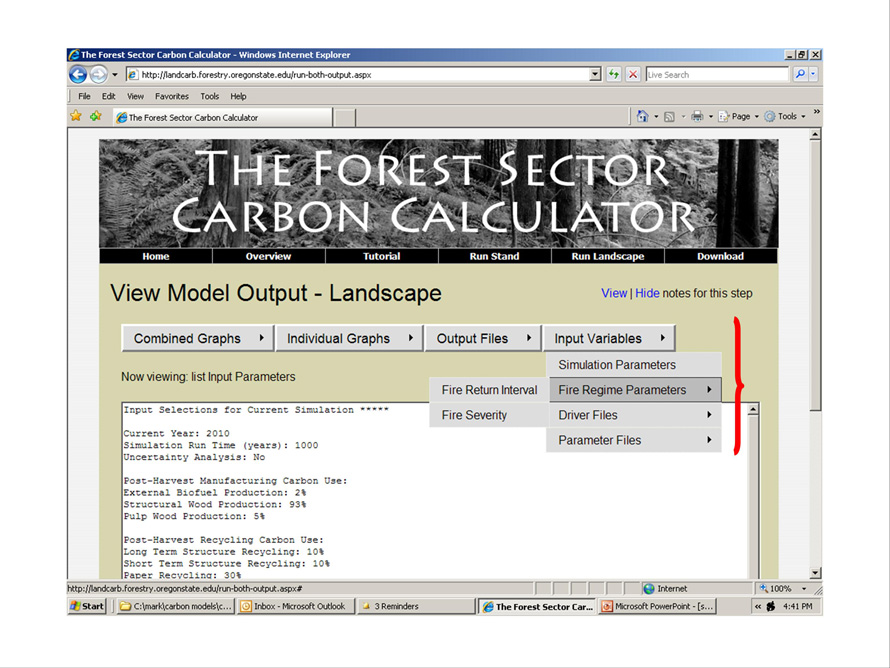 The Forest Sector Carbon Calculator - Windows Internet Explorer
http://landcarb.forestry.oregonstate.edu/run-both-output.aspx
Live Search
File Edit View Favorites Tools Help
The Forest Sector Carbon Calculator
Page Tools
THE FOREST SECTOR
CARBON CALCULATOR
Home Overview Tutorial Run Stand Run Landscape Download
View Model Output - Landscape
View | Hide notes for this step
Combined Graphs Individual Graphs Output Files Input Variables
Simulation Parameters
Now viewing: list Input Parameters
Fire Return Interval Fire Regime Parameters
Fire Severity Driver Files
Parameter Files
Input Selections for Current Simulation *****
Current Year: 2010
Simulation Run Time (years): 1000
Uncertainty Analysis: No
Post-Harvest Manufacturing Carbon Use:
External Biofuel Production: 2%
Structural Wood Production: 93%
Pulp Wood Production: 5%
Post-Harvest Recycling Carbon Use:
Long Term Structure Recycling: 10%
Short Term Structure Recycling: 10%
Paper Recycling: 30%
http://landcarb.forestry.oregonstate.edu/run-both-output.aspx#
Internet
100%
Start
C:\mark\carbon models\c...
Inbox - Microsoft Outlook
3 Reminders
The Forest Sector Car...
Microsoft PowerPoint - [s...
4:41 PM